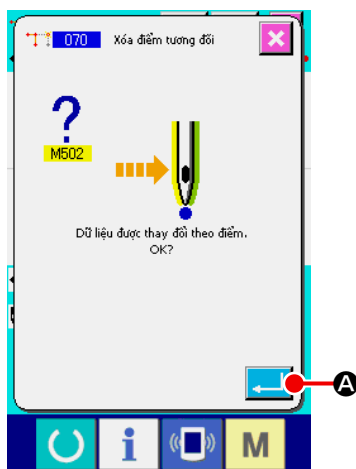 070 Xóa điểm tương đối
?
M502
Dữ liệu được thay đổi theo điểm.
OK?
A
i M